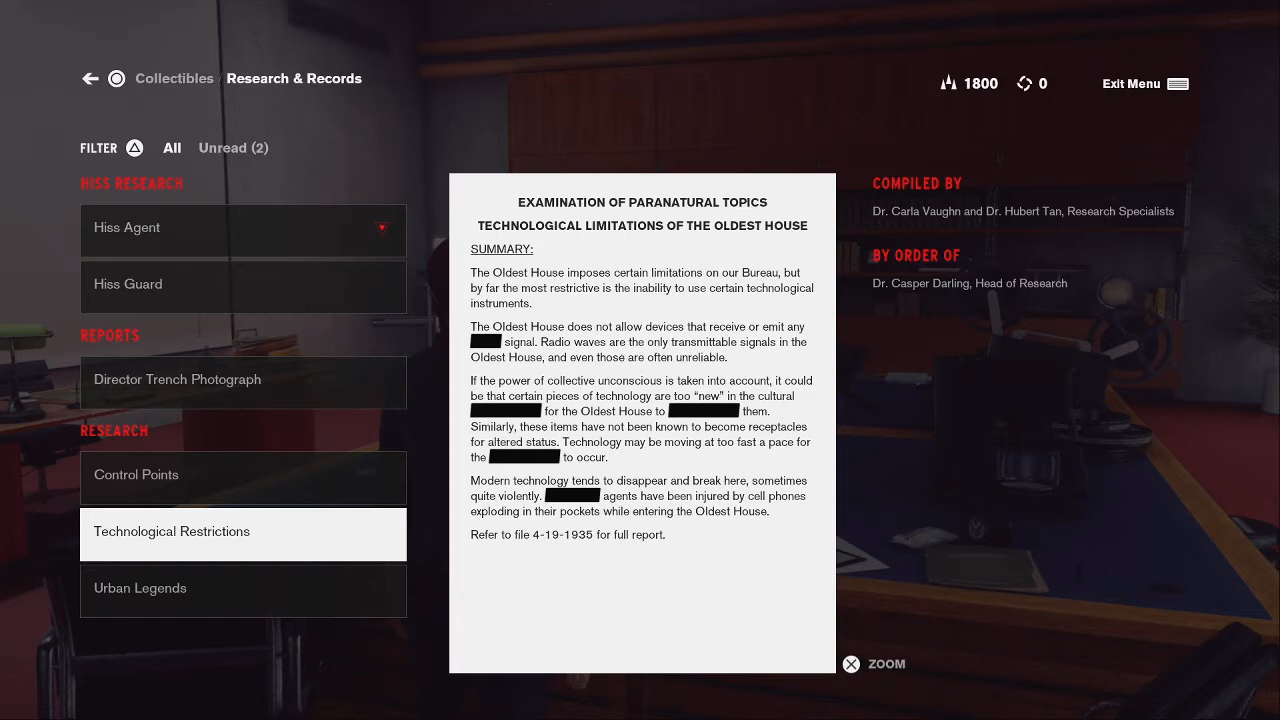 Collectibles / Research & Records
1800
0
Exit Menu
FILTER All Unread (2)
HISS RESEARCH
Hiss Agent
Hiss Guard
REPORTS
Director Trench Photograph
RESEARCH
Control Points
Technological Restrictions
Urban Legends
EXAMINATION OF PARANATURAL TOPICS
TECHNOLOGICAL LIMITATIONS OF THE OLDEST HOUSE
SUMMARY:
The Oldest House imposes certain limitations on our Bureau, but
by far the most restrictive is the inability to use certain technological
instruments.
The Oldest House does not allow devices that receive or emit any
signal. Radio waves are the only transmittable signals in the
Oldest House, and even those are often unreliable.
If the power of collective unconscious is taken into account, it could
be that certain pieces of technology are too “new” in the cultural
for the Oldest House to them.
Similarly, these items have not been known to become receptacles
for altered status. Technology may be moving at too fast a pace for
the to occur.
Modern technology tends to disappear and break here, sometimes
quite violently. agents have been injured by cell phones
exploding in their pockets while entering the Oldest House.
Refer to file 4-19-1935 for full report.
COMPILED BY
Dr. Carla Vaughn and Dr. Hubert Tan, Research Specialists
BY ORDER OF
Dr. Casper Darling, Head of Research
ZOOM